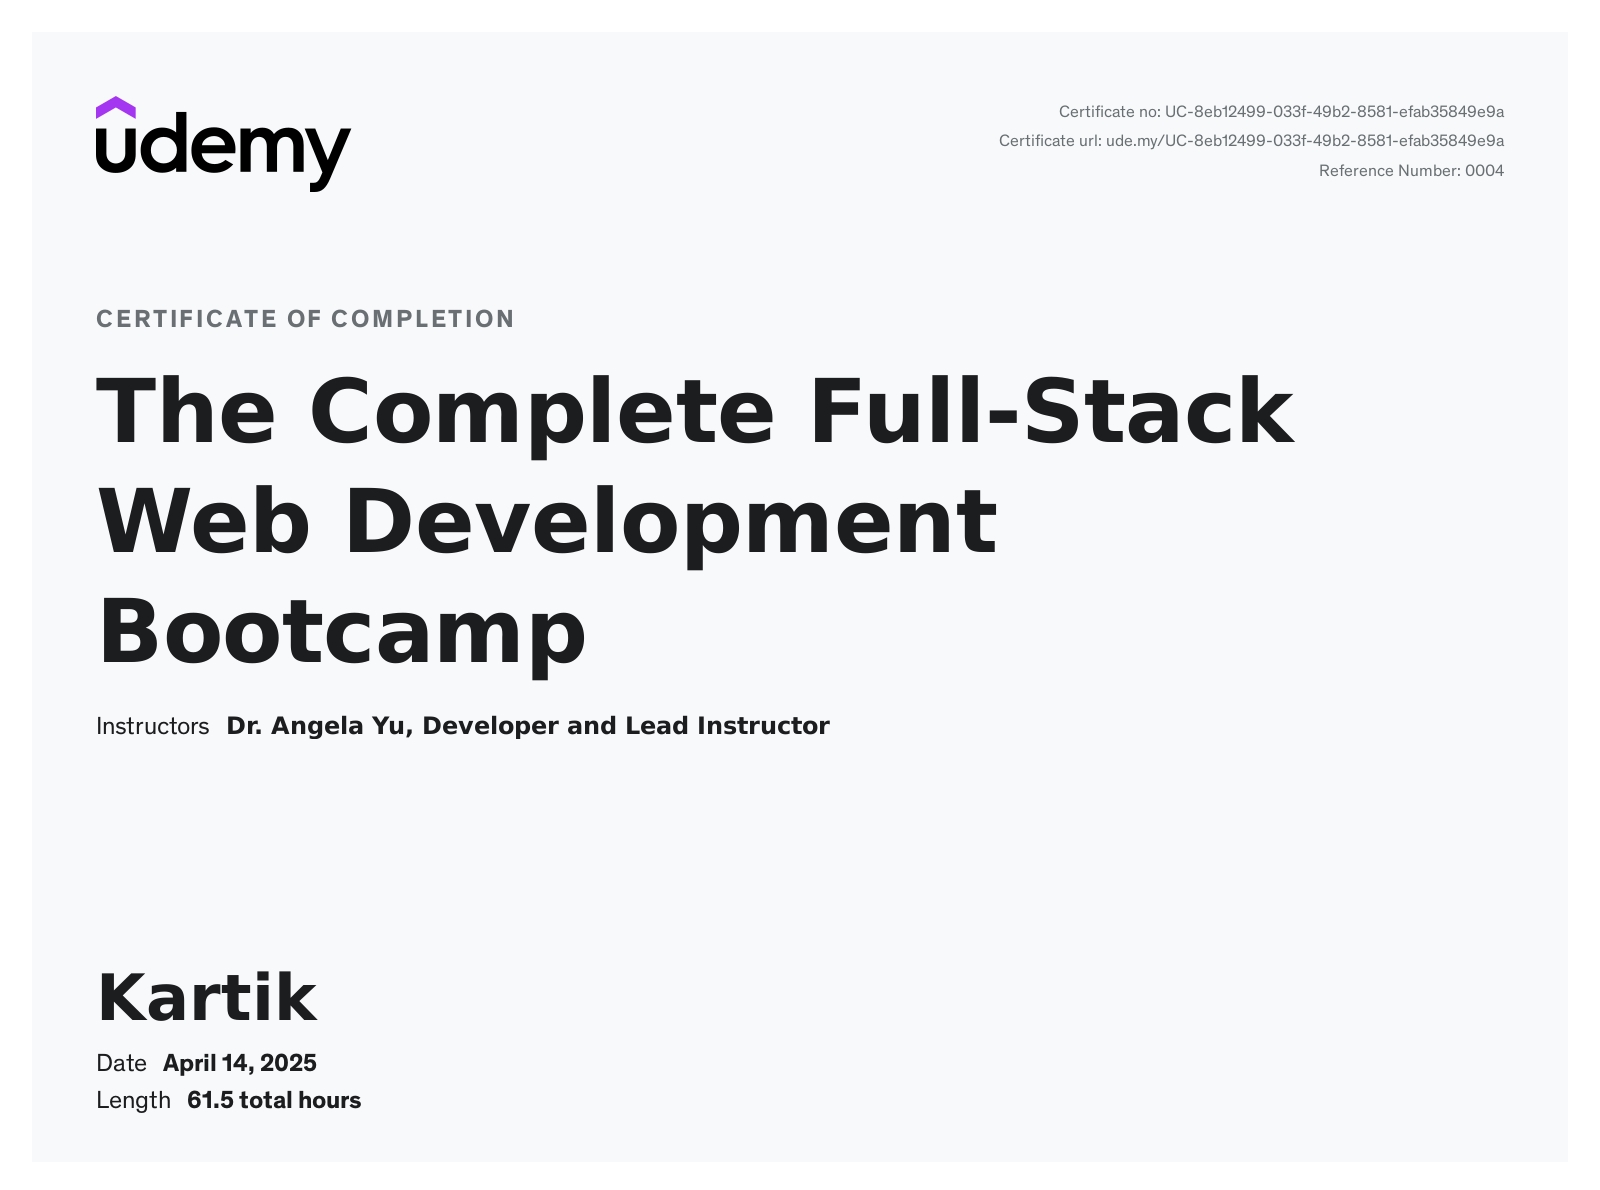 udemy
Certificate no: UC-8eb12499-033f-49b2-8581-efab35849e9a
Certificate url: ude.my/UC-8eb12499-033f-49b2-8581-efab35849e9a
Reference Number: 0004
CERTIFICATE OF COMPLETION
The Complete Full-Stack
Web Development
Bootcamp
Instructors Dr. Angela Yu, Developer and Lead Instructor
Kartik
Date April 14, 2025
Length 61.5 total hours